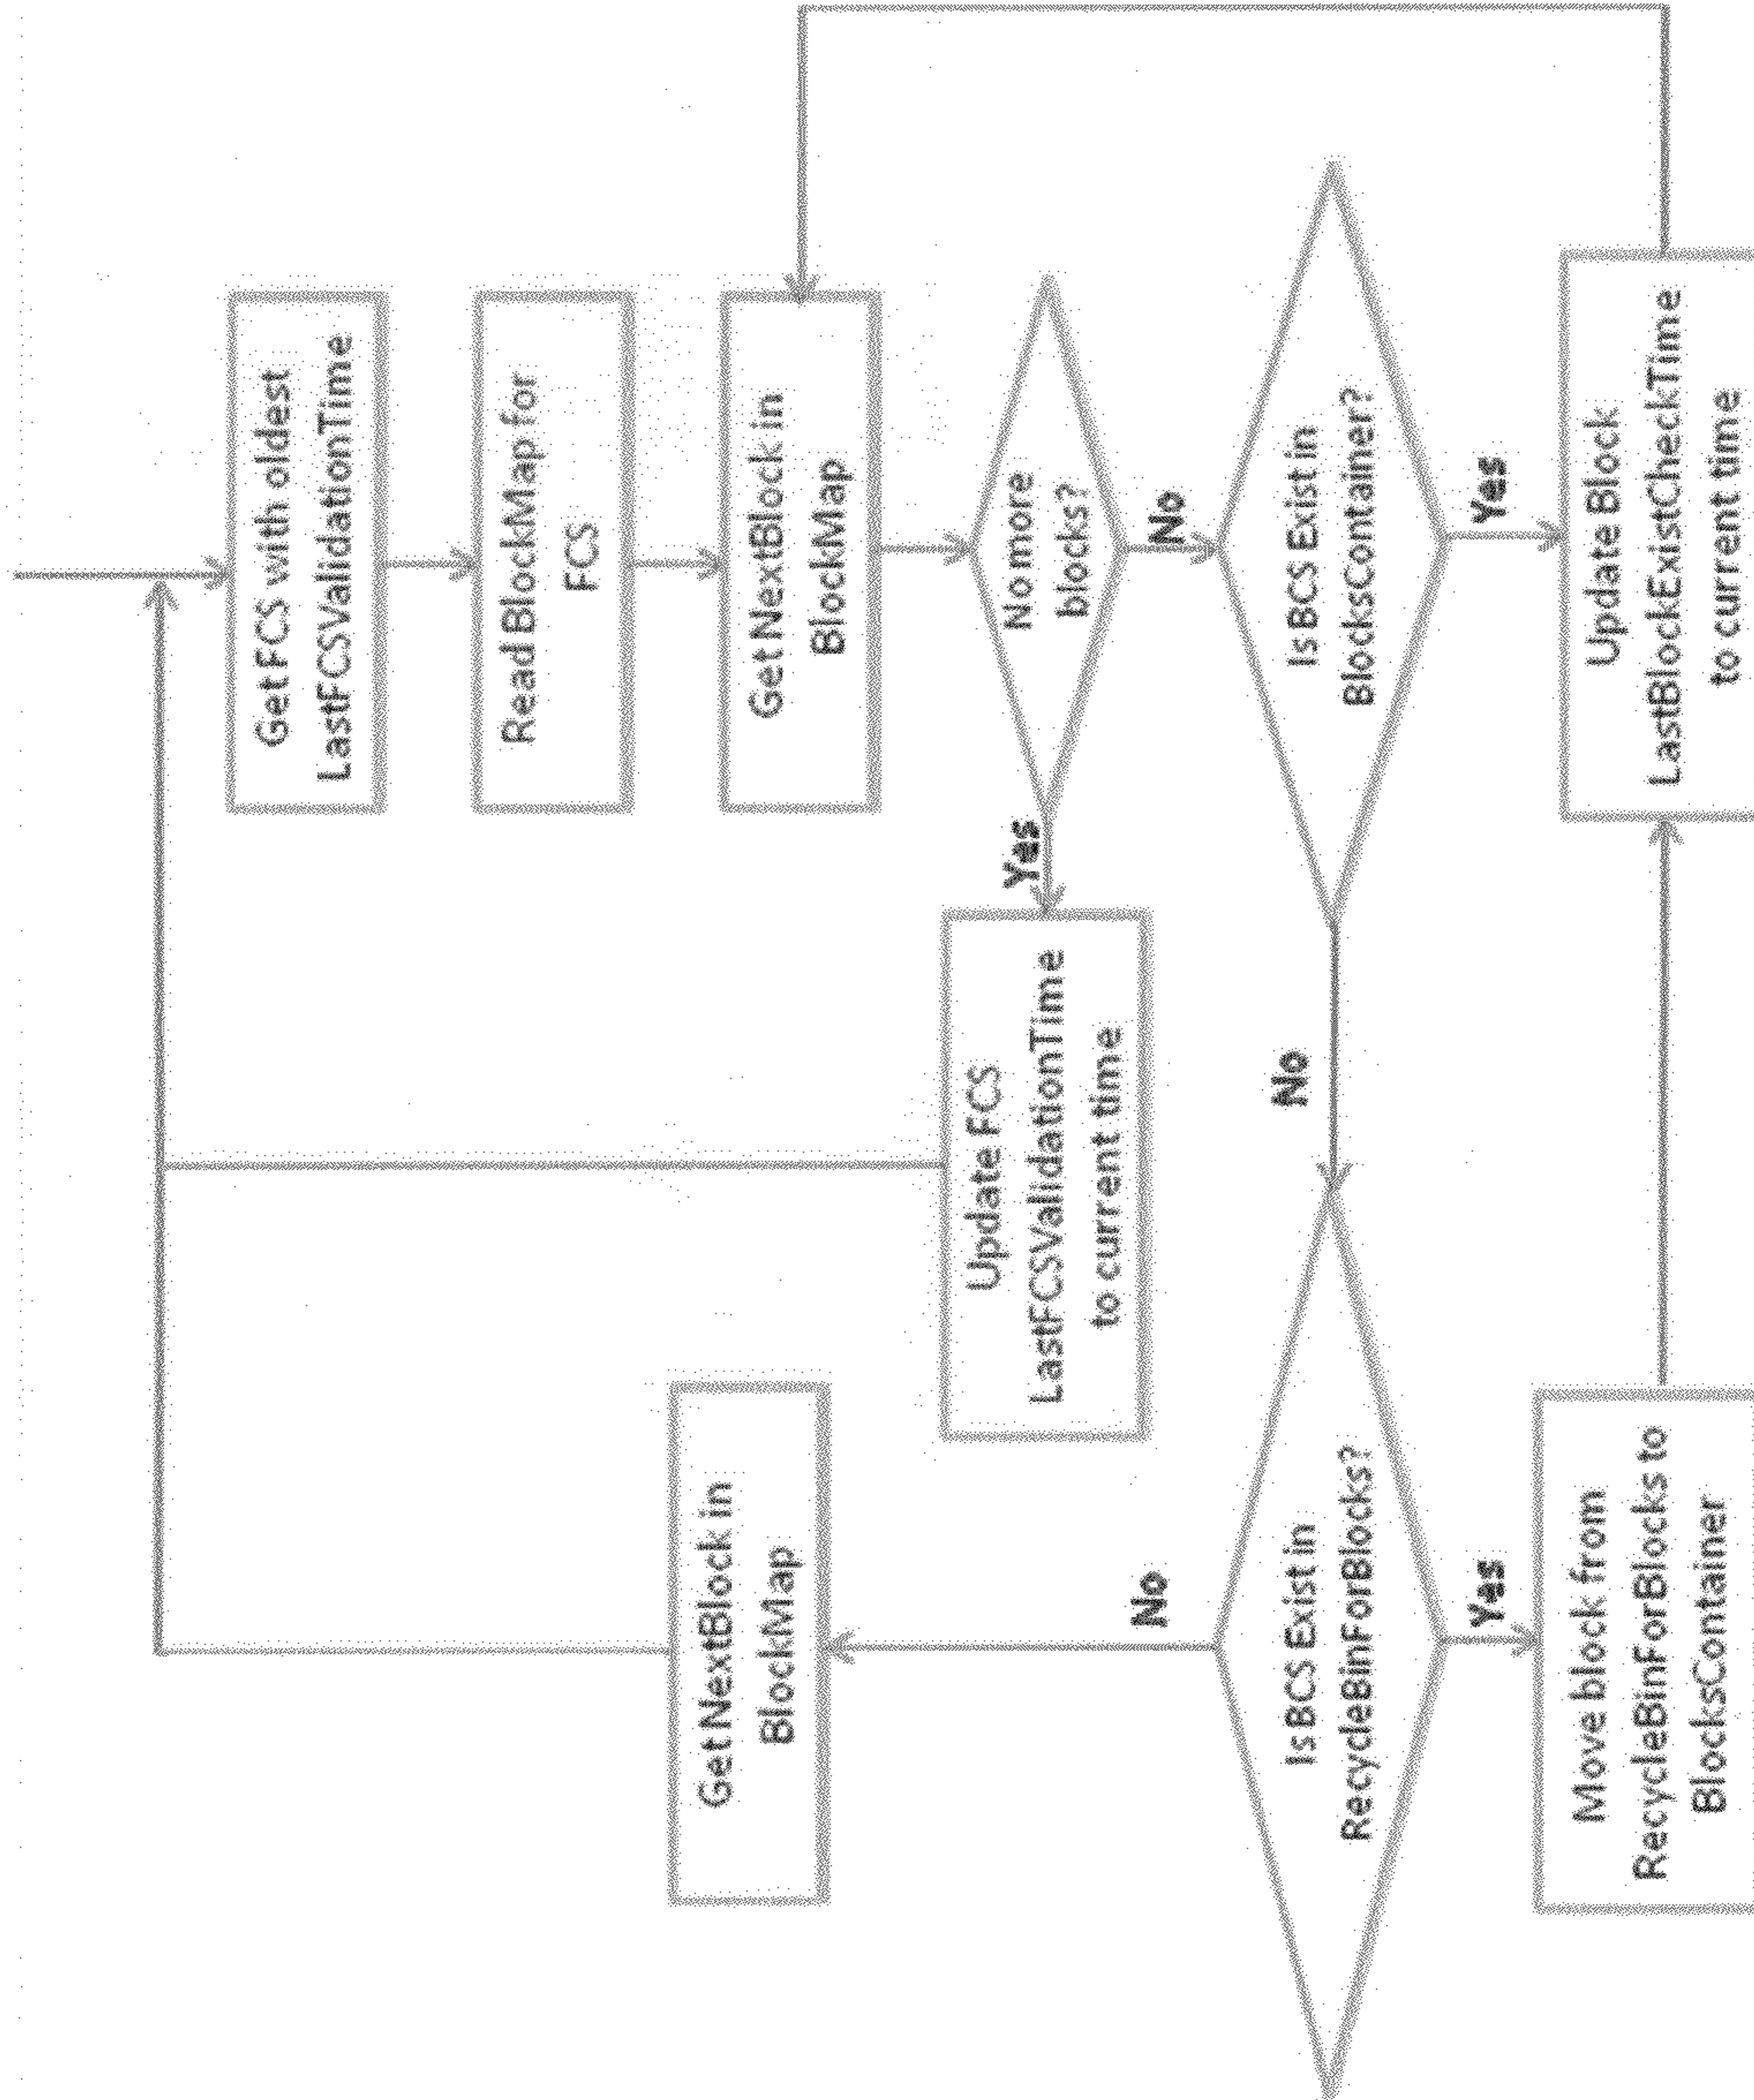 Get FCS with oldest
LastFCSValidationTime
Read BlockMap for
FCS
Get NextBlock in
BlockMap
No more
blocks?
Yes
No
Update FCS
LastFCSValidationTime
to current time
Is BCS Exist in
BlocksContainer?
No
Yes
Update Block
LastBlockExistCheckTime
to current time
Is BCS Exist in
RecycleBinForBlocks?
No
Yes
Get NextBlock in
BlockMap
Move block from
RecycleBinForBlocks to
BlocksContainer